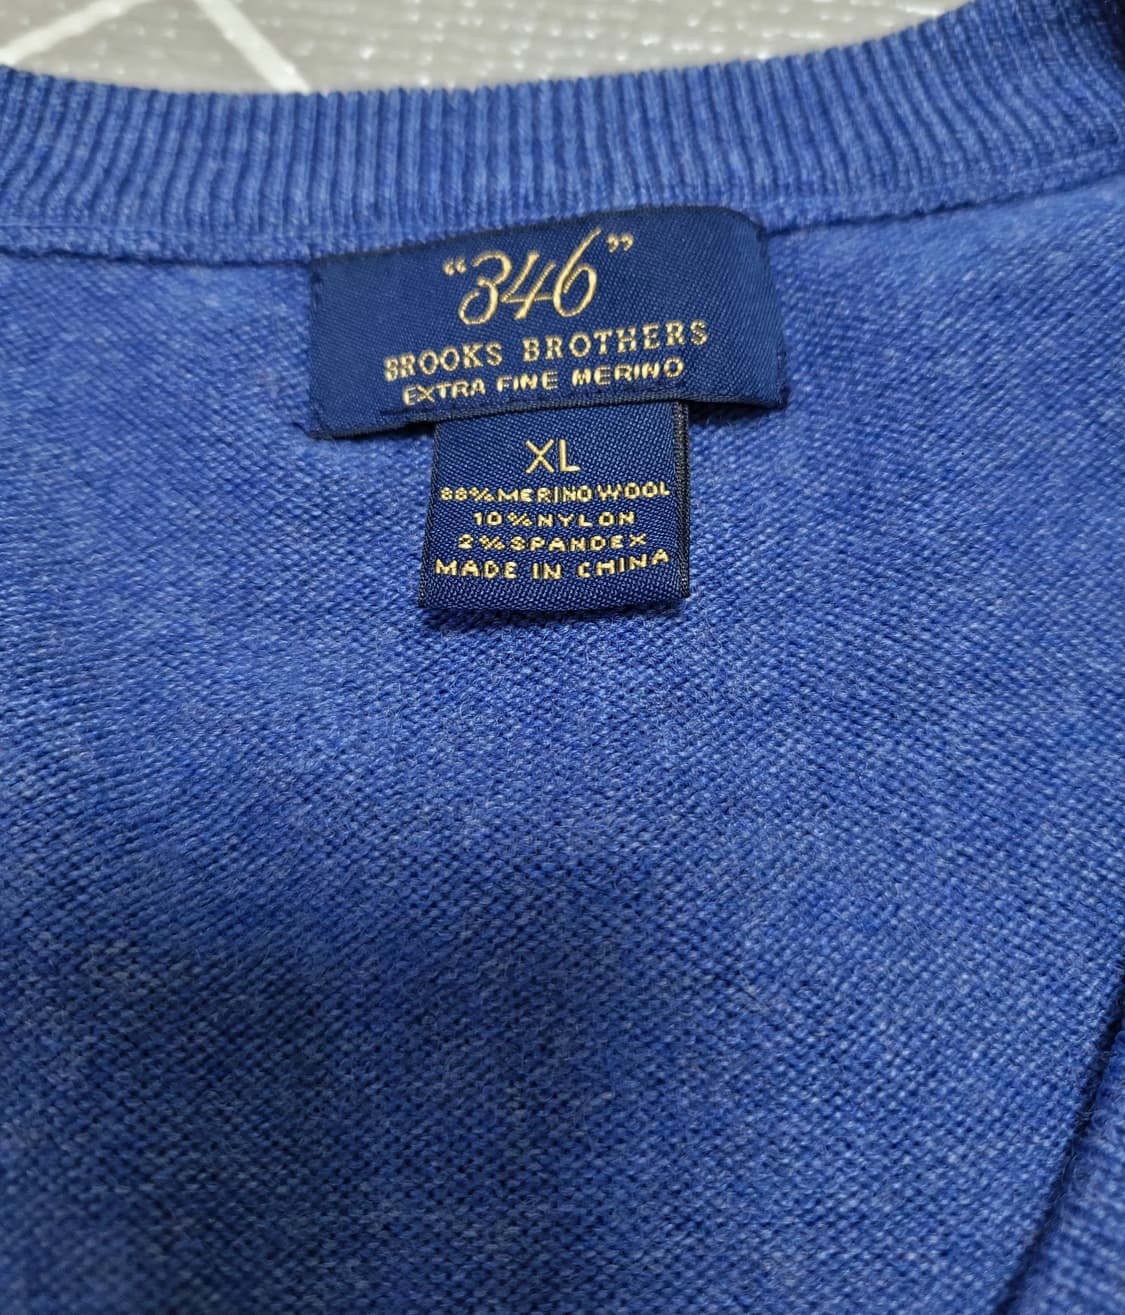 “346”
BROOKS BROTHERS
EXTRA FINE MERINO
XL
88%MERINO WOOL
10%NYLON
2%SPANDEX
MADE IN CHINA